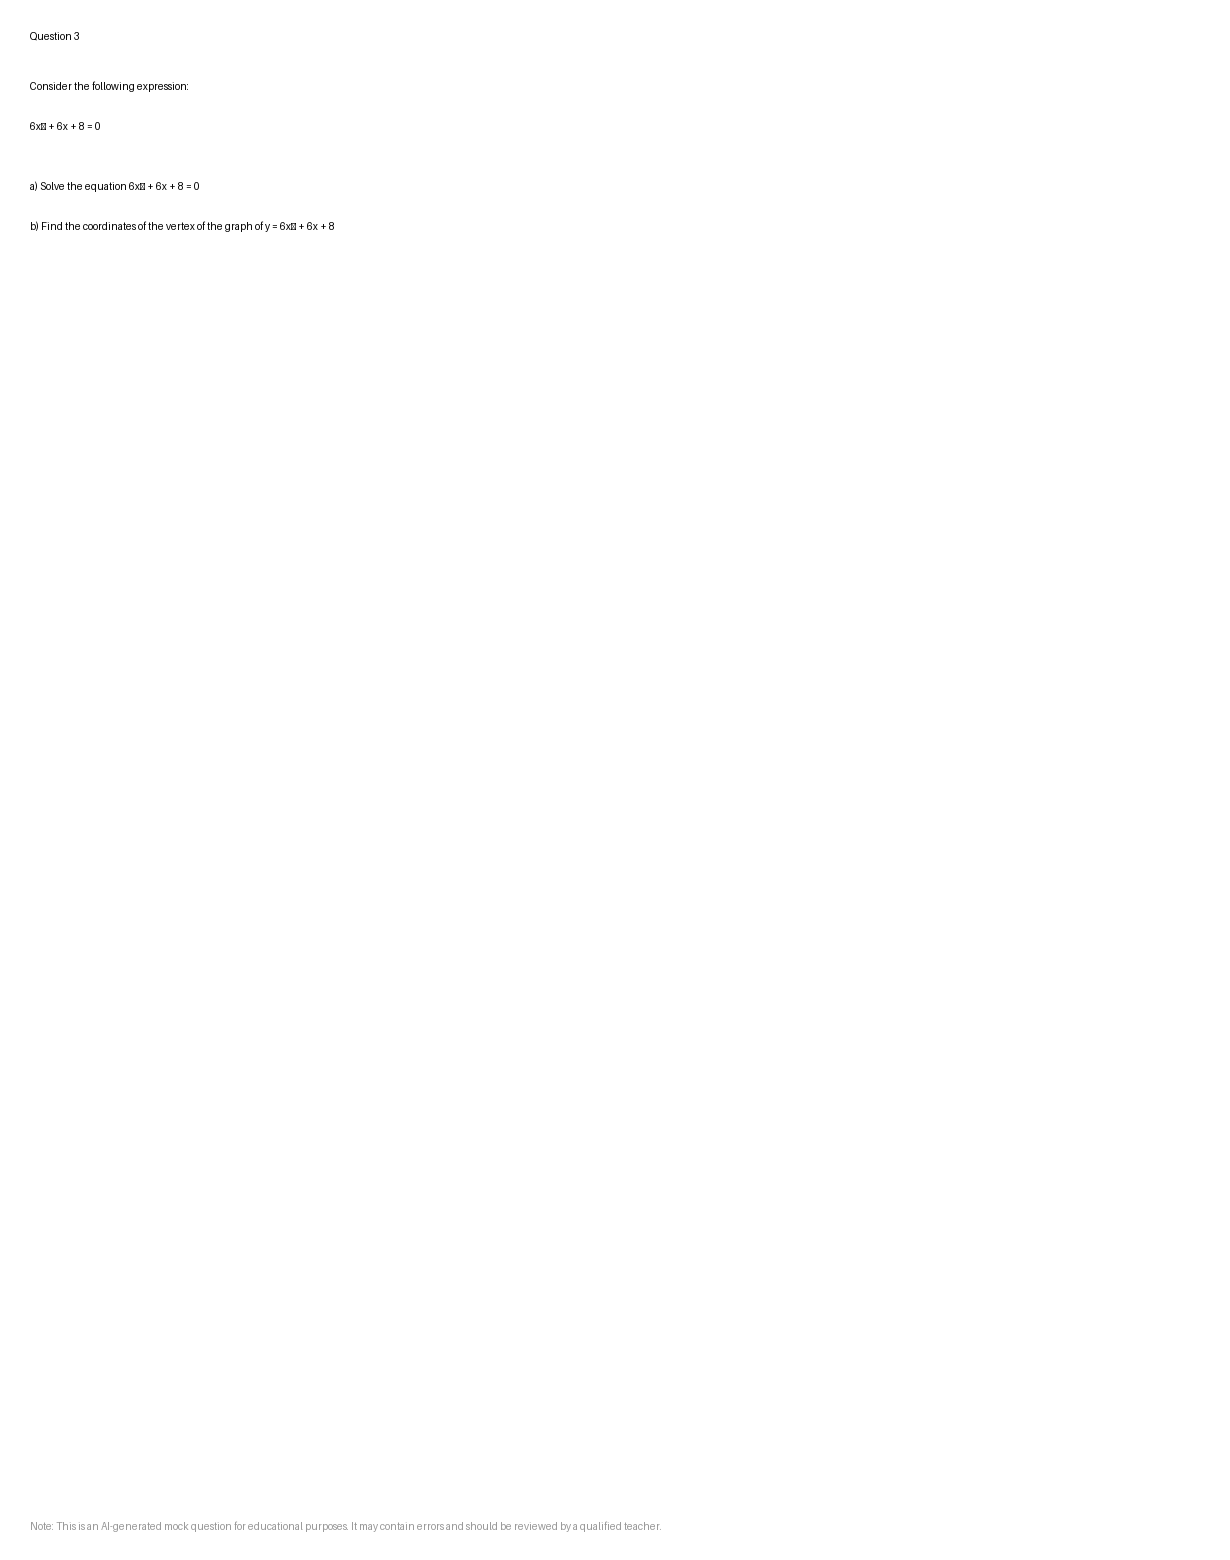 Question 3
Consider the following expression:
6x☒ + 6x + 8 = 0
a) Solve the equation 6x☒ + 6x + 8 = 0
b) Find the coordinates of the vertex of the graph of y = 6x☒ + 6x + 8
Note: This is an AI-generated mock question for educational purposes. It may contain errors and should be reviewed by a qualified teacher.